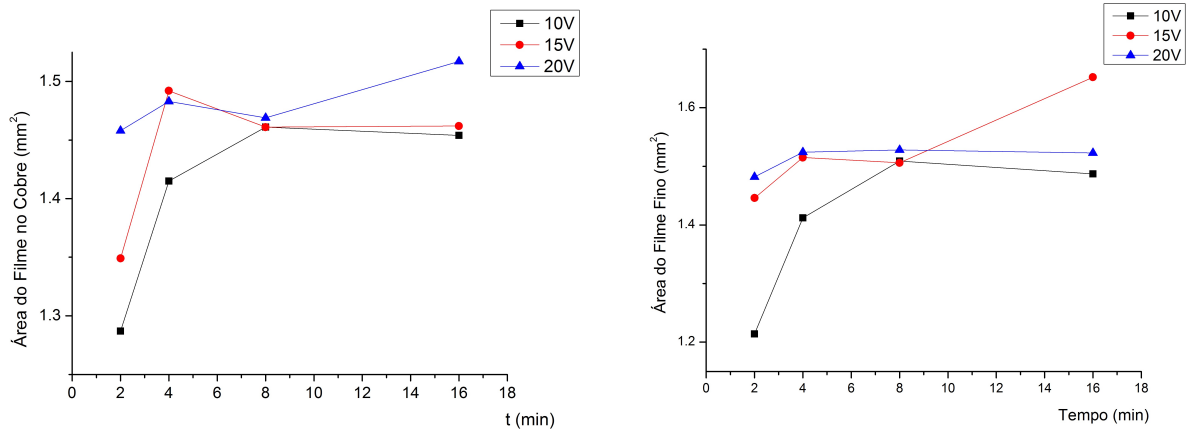 10V
15V
20V
Área do Filme no Cobre (mm²)
1.5
1.4
1.3
0 2 4 6 8 10 12 14 16 18
t (min)
10V
15V
20V
Área do Filme Fino (mm²)
1.6
1.4
1.2
0 2 4 6 8 10 12 14 16 18
Tempo (min)